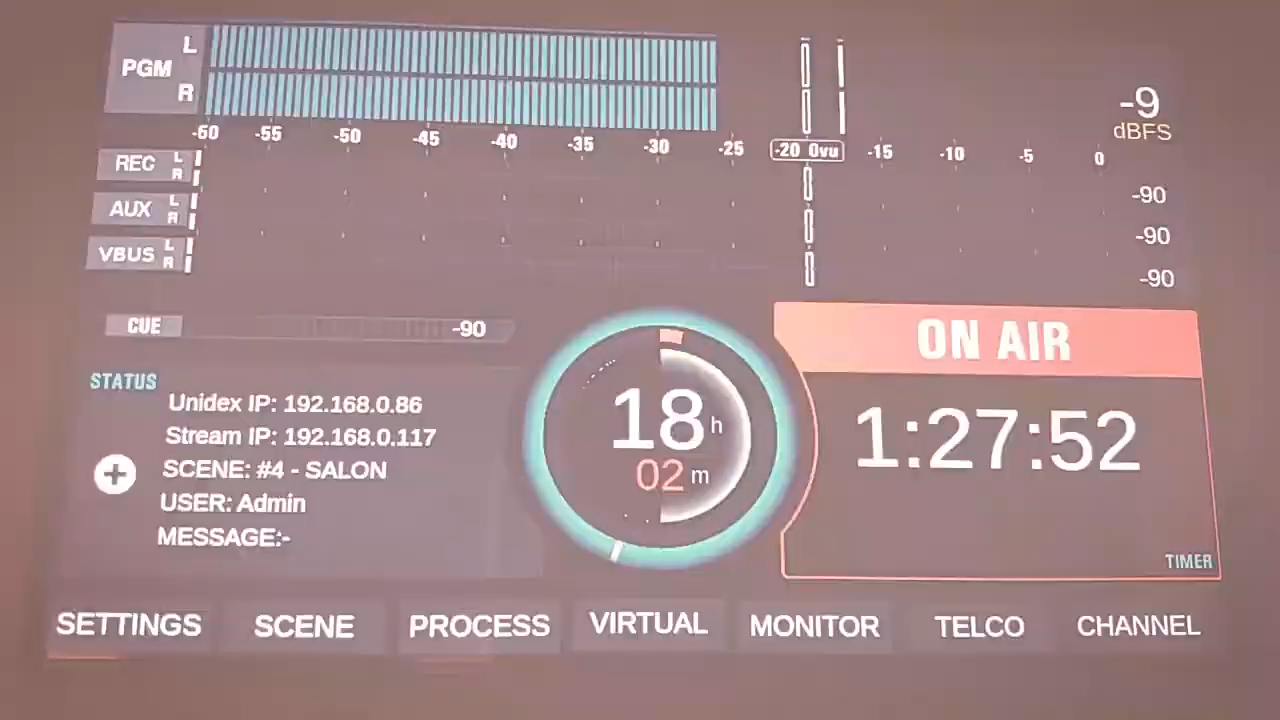 PGM L
R
-9
dBFS
-60 -55 -50 -45 -40 -35 -30 -25 -20 0vu -15 -10 -5 0
REC L
R
-90
AUX L
R
-90
VBUS L
R
-90
CUE -90
ON AIR
STATUS
Unidex IP: 192.168.0.86
Stream IP: 192.168.0.117
SCENE: #4 - SALON
USER: Admin
MESSAGE:-
18 h
02 m
1:27:52
TIMER
SETTINGS SCENE PROCESS VIRTUAL MONITOR TELCO CHANNEL